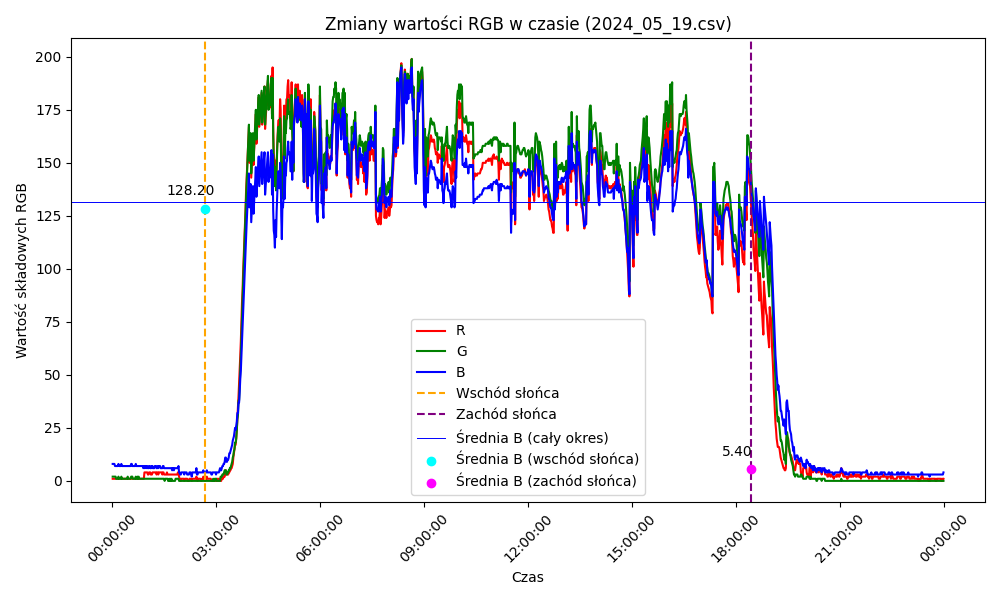 Zmiany wartości RGB w czasie (2024_05_19.csv)
Wartość składowych RGB
200
175
150
125
100
75
50
25
0
128.20
5.40
R
G
B
Wschód słońca
Zachód słońca
Średnia B (cały okres)
Średnia B (wschód słońca)
Średnia B (zachód słońca)
00:00:00
03:00:00
06:00:00
09:00:00
12:00:00
15:00:00
18:00:00
21:00:00
00:00:00
Czas